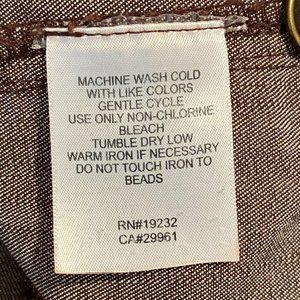 MACHINE WASH COLD
WITH LIKE COLORS
GENTLE CYCLE
USE ONLY NON-CHLORINE
BLEACH
TUMBLE DRY LOW
WARM IRON IF NECESSARY
DO NOT TOUCH IRON TO
BEADS
RN#19232
CA#29961